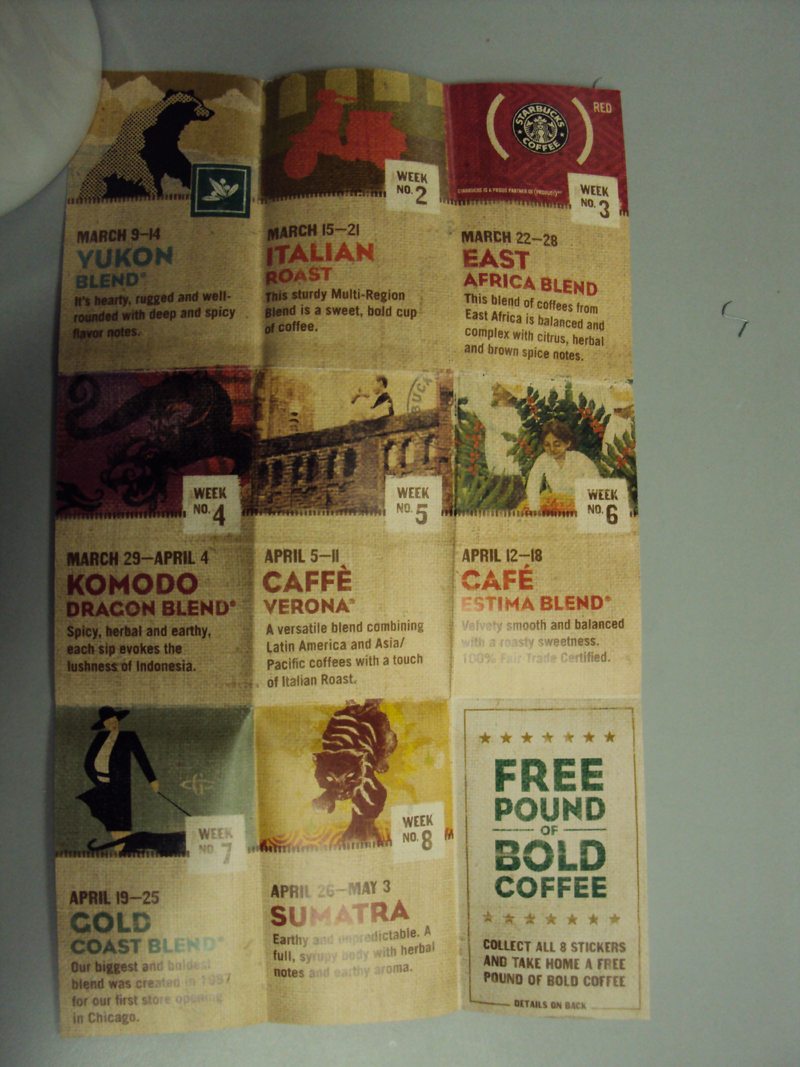 MARCH 9–14
YUKON
BLEND®
It's hearty, rugged and well-
rounded with deep and spicy
flavor notes.
WEEK
NO. 2
MARCH 15–21
ITALIAN
ROAST
This sturdy Multi-Region
Blend is a sweet, bold cup
of coffee.
STARBUCKS
COFFEE
RED
STARBUCKS IS A PROUD PARTNER OF (PRODUCT)
WEEK
NO. 3
MARCH 22–28
EAST
AFRICA BLEND
This blend of coffees from
East Africa is balanced and
complex with citrus, herbal
and brown spice notes.
WEEK
NO. 4
MARCH 29–APRIL 4
KOMODO
DRAGON BLEND®
Spicy, herbal and earthy,
each sip evokes the
lushness of Indonesia.
WEEK
NO. 5
APRIL 5–11
CAFFÈ
VERONA®
A versatile blend combining
Latin America and Asia/
Pacific coffees with a touch
of Italian Roast.
WEEK
NO. 6
APRIL 12–18
CAFÉ
ESTIMA BLEND®
Velvety smooth and balanced
with a roasty sweetness.
100% Fair Trade Certified.
WEEK
NO. 7
APRIL 19–25
GOLD
COAST BLEND®
Our biggest and boldest
blend was created in 1997
for our first store opening
in Chicago.
WEEK
NO. 8
APRIL 26–MAY 3
SUMATRA
Earthy and unpredictable. A
full, syrupy body with herbal
notes and earthy aroma.
FREE
POUND
OF
BOLD
COFFEE
COLLECT ALL 8 STICKERS
AND TAKE HOME A FREE
POUND OF BOLD COFFEE
DETAILS ON BACK